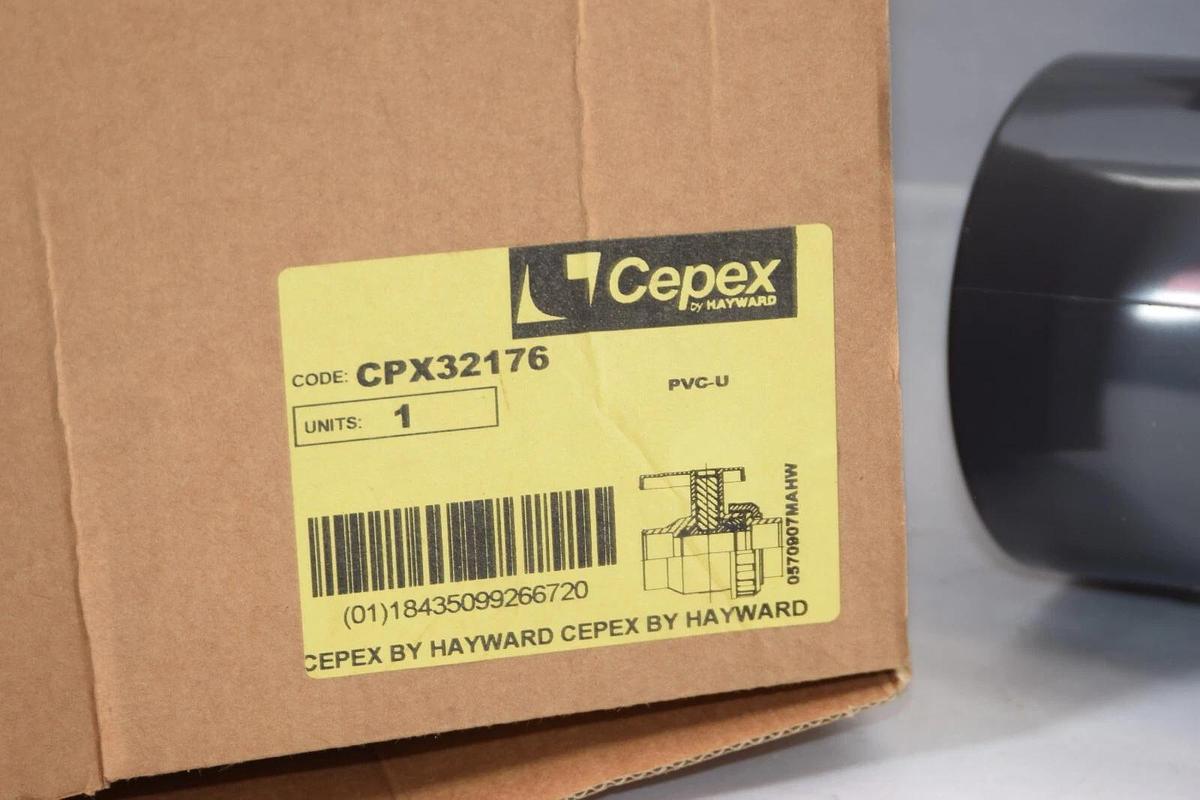 Cepex
by HAYWARD
CODE: CPX32176
PVC-U
UNITS: 1
0570907MAHW
(01)18435099266720
CEPEX BY HAYWARD CEPEX BY HAYWARD